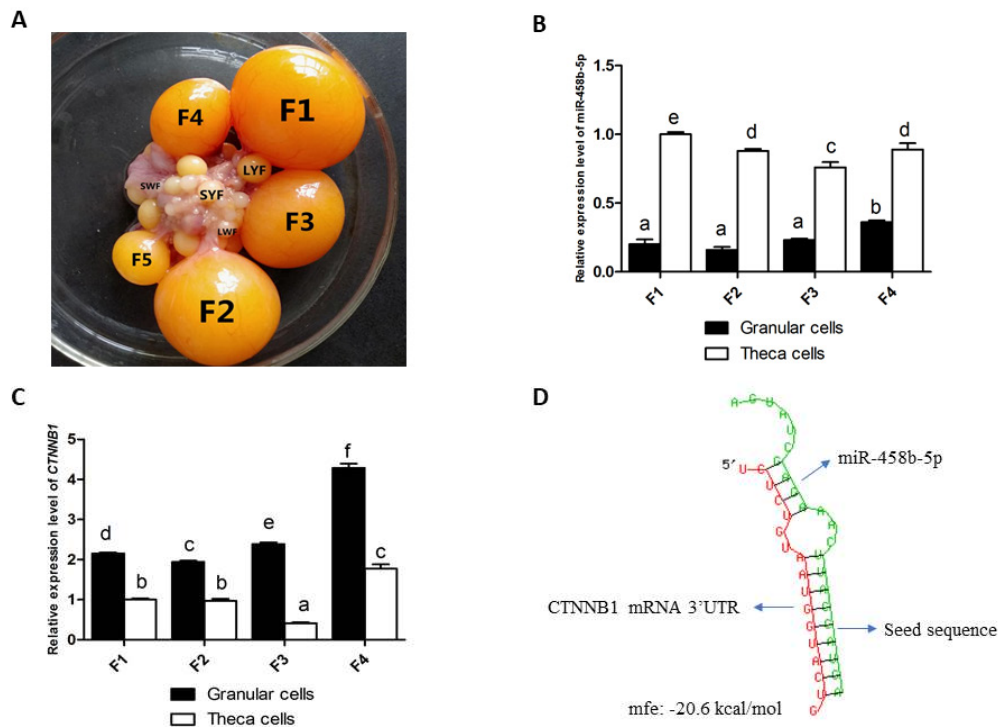 A
F1
F4
LYF
SWF
SYF
F3
LWF
F5
F2
B
Relative expression level of miR-458b-5p
1.5
1.0
0.5
0.0
a
e
a
d
a
c
b
d
F1
F2
F3
F4
Granular cells
Theca cells
C
Relative expression level of CTNNB1
5
4
3
2
1
0
d
b
c
b
e
a
f
c
F1
F2
F3
F4
Granular cells
Theca cells
D
miR-458b-5p
5´
CTNNB1 mRNA 3'UTR
Seed sequence
mfe: -20.6 kcal/mol